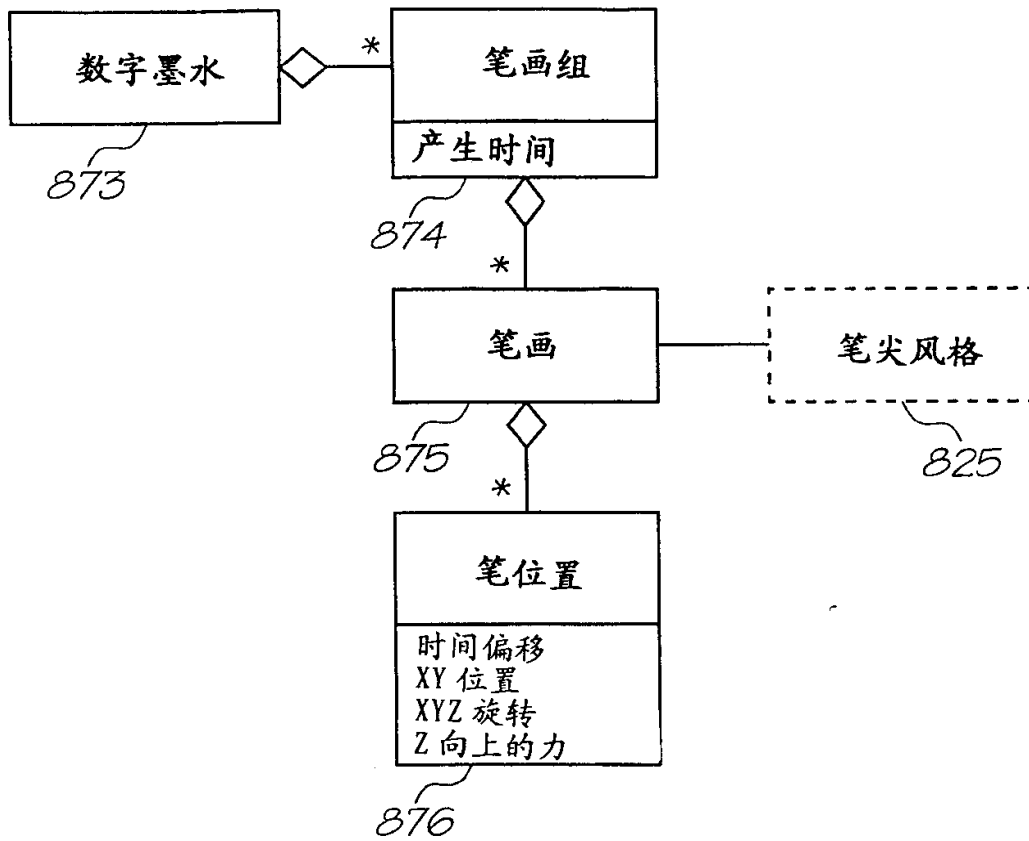 数字墨水
*
笔画组
产生时间
873
874
*
笔画
笔尖风格
875
825
*
笔位置
时间偏移
XY 位置
XYZ 旋转
Z 向上的力
876